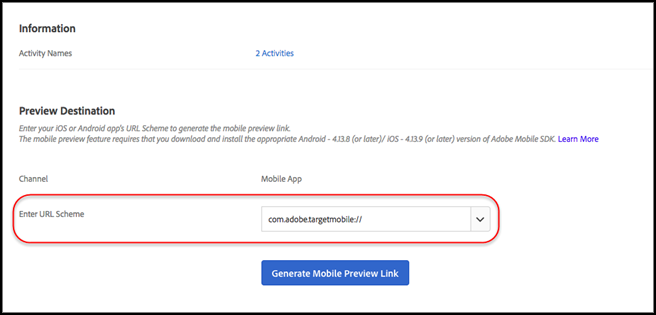 Information
Activity Names 2 Activities
Preview Destination
Enter your iOS or Android app's URL Scheme to generate the mobile preview link.
The mobile preview feature requires that you download and install the appropriate Android - 4.13.8 (or later)/ iOS - 4.13.9 (or later) version of Adobe Mobile SDK. Learn More
Channel Mobile App
Enter URL Scheme com.adobe.targetmobile://
Generate Mobile Preview Link